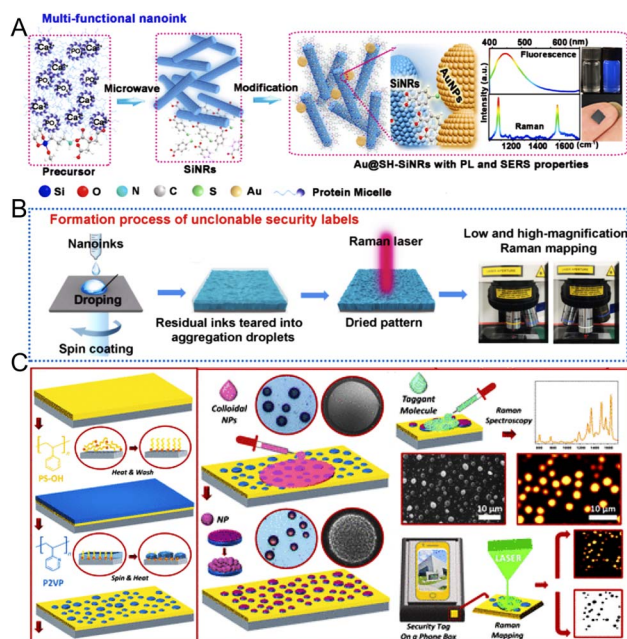 A
Multi-functional nanoink
Ca
PO
Precursor
Microwave
SiNRs
Modification
SiNRs
AuNPs
Au@SH-SiNRs with PL and SERS properties
400 500 600 (nm)
Fluorescence
Intensity (a.u.)
Raman
1200 1400 1600 (cm⁻¹)
Si O N C S Au Protein Micelle
B
Formation process of unclonable security labels
Nanoinks
Droping
Spin coating
Residual inks teared into
aggregation droplets
Raman laser
Dried pattern
Low and high-magnification
Raman mapping
C
PS-OH
Heat & Wash
P2VP
Spin & Heat
Colloidal
NPs
NP
Taggant
Molecule
Raman
Spectroscopy
10 μm
10 μm
Security Tag
On a Phone Box
LASER
Raman
Mapping